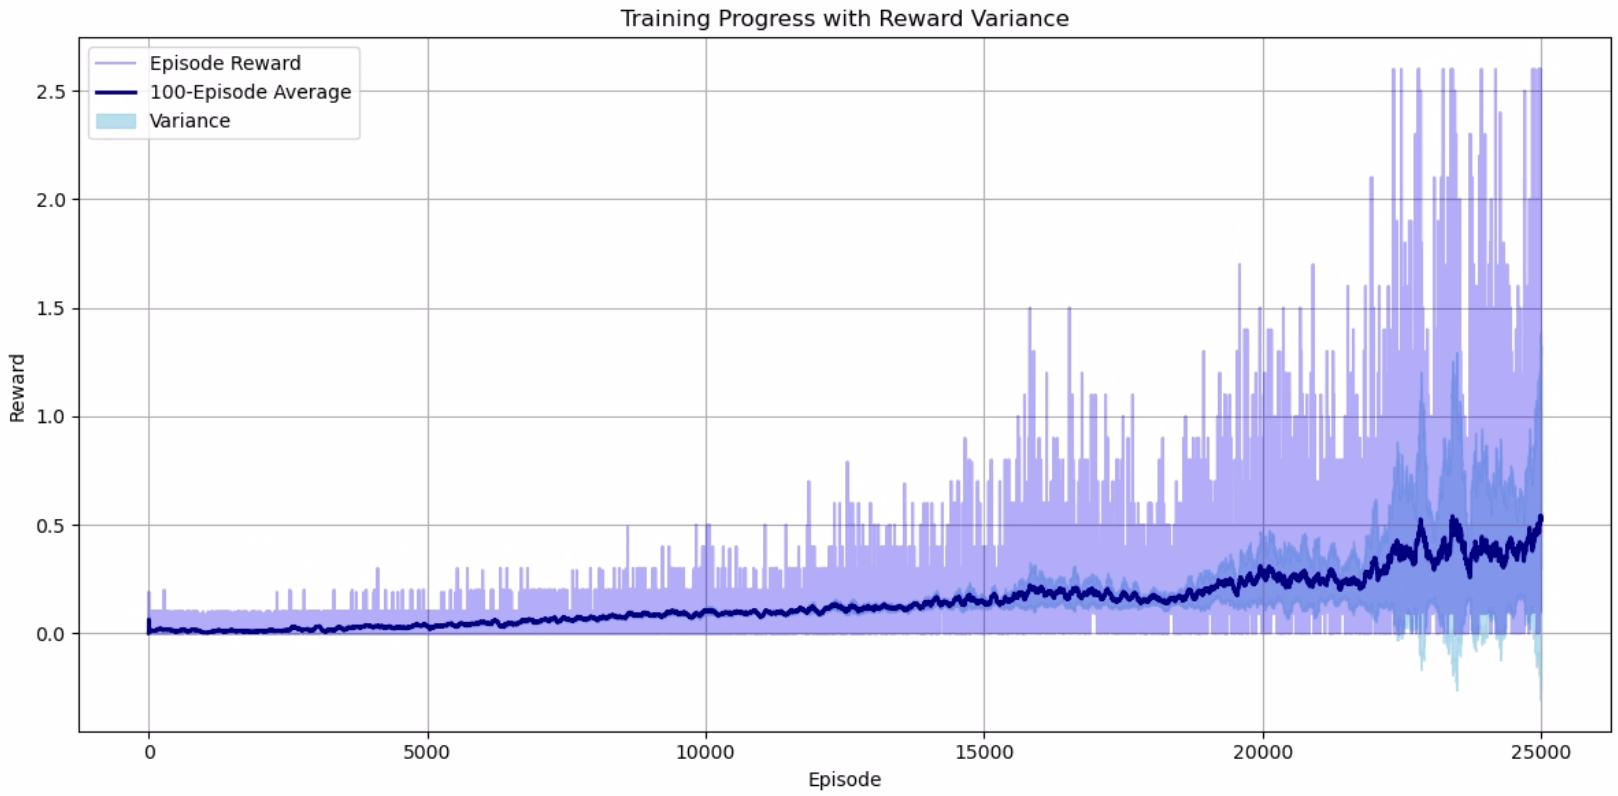 Training Progress with Reward Variance
Episode Reward
100-Episode Average
Variance
2.5
2.0
1.5
1.0
0.5
0.0
Reward
0 5000 10000 15000 20000 25000
Episode